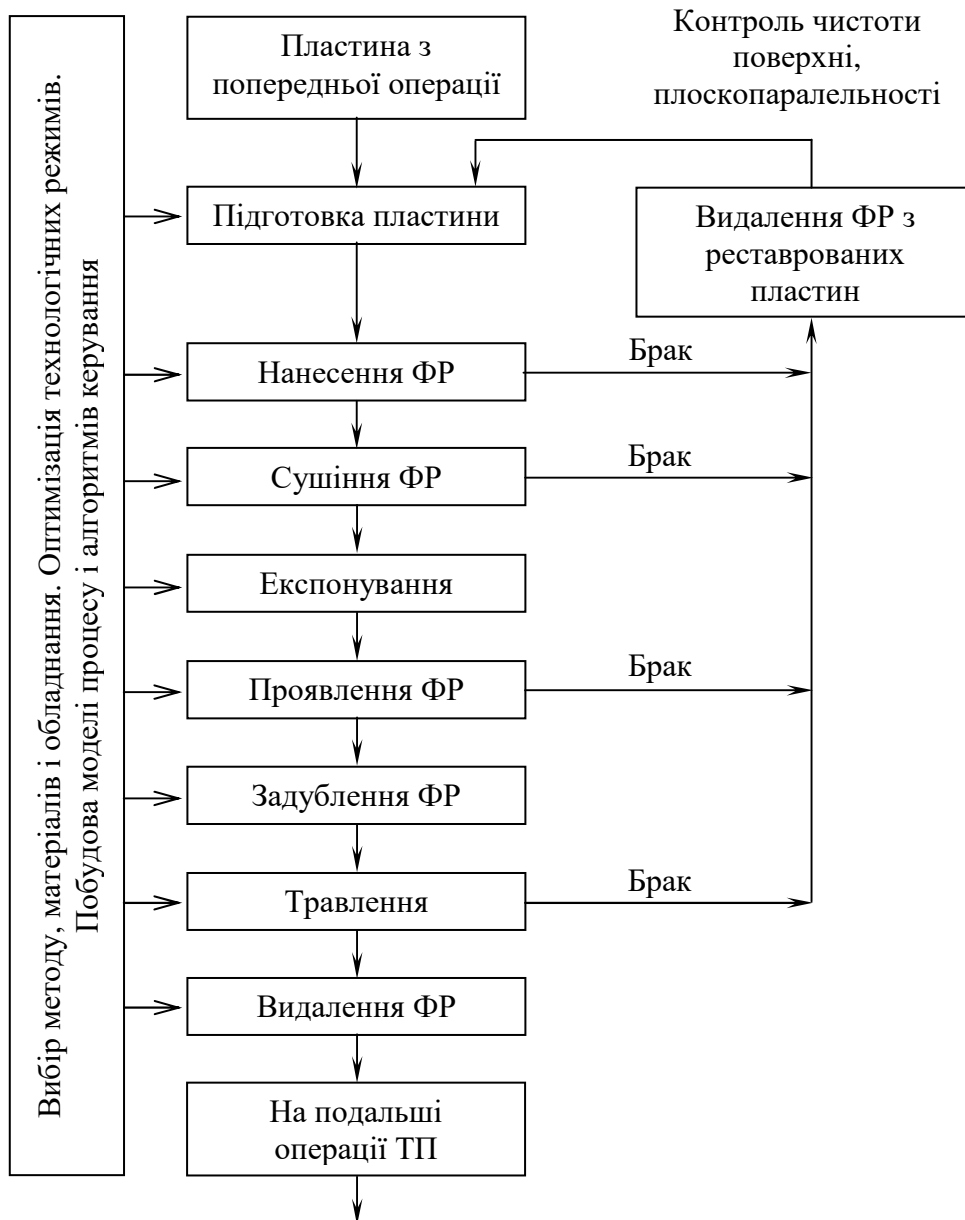 Вибір методу, матеріалів і обладнання. Оптимізація технологічних режимів.
Побудова моделі процесу і алгоритмів керування
Пластина з
попередньої операції
Контроль чистоти
поверхні,
плоскопаралельності
Підготовка пластини
Видалення ФР з
реставрованих
пластин
Нанесення ФР
Брак
Сушіння ФР
Брак
Експонування
Проявлення ФР
Брак
Задублення ФР
Травлення
Брак
Видалення ФР
На подальші
операції ТП